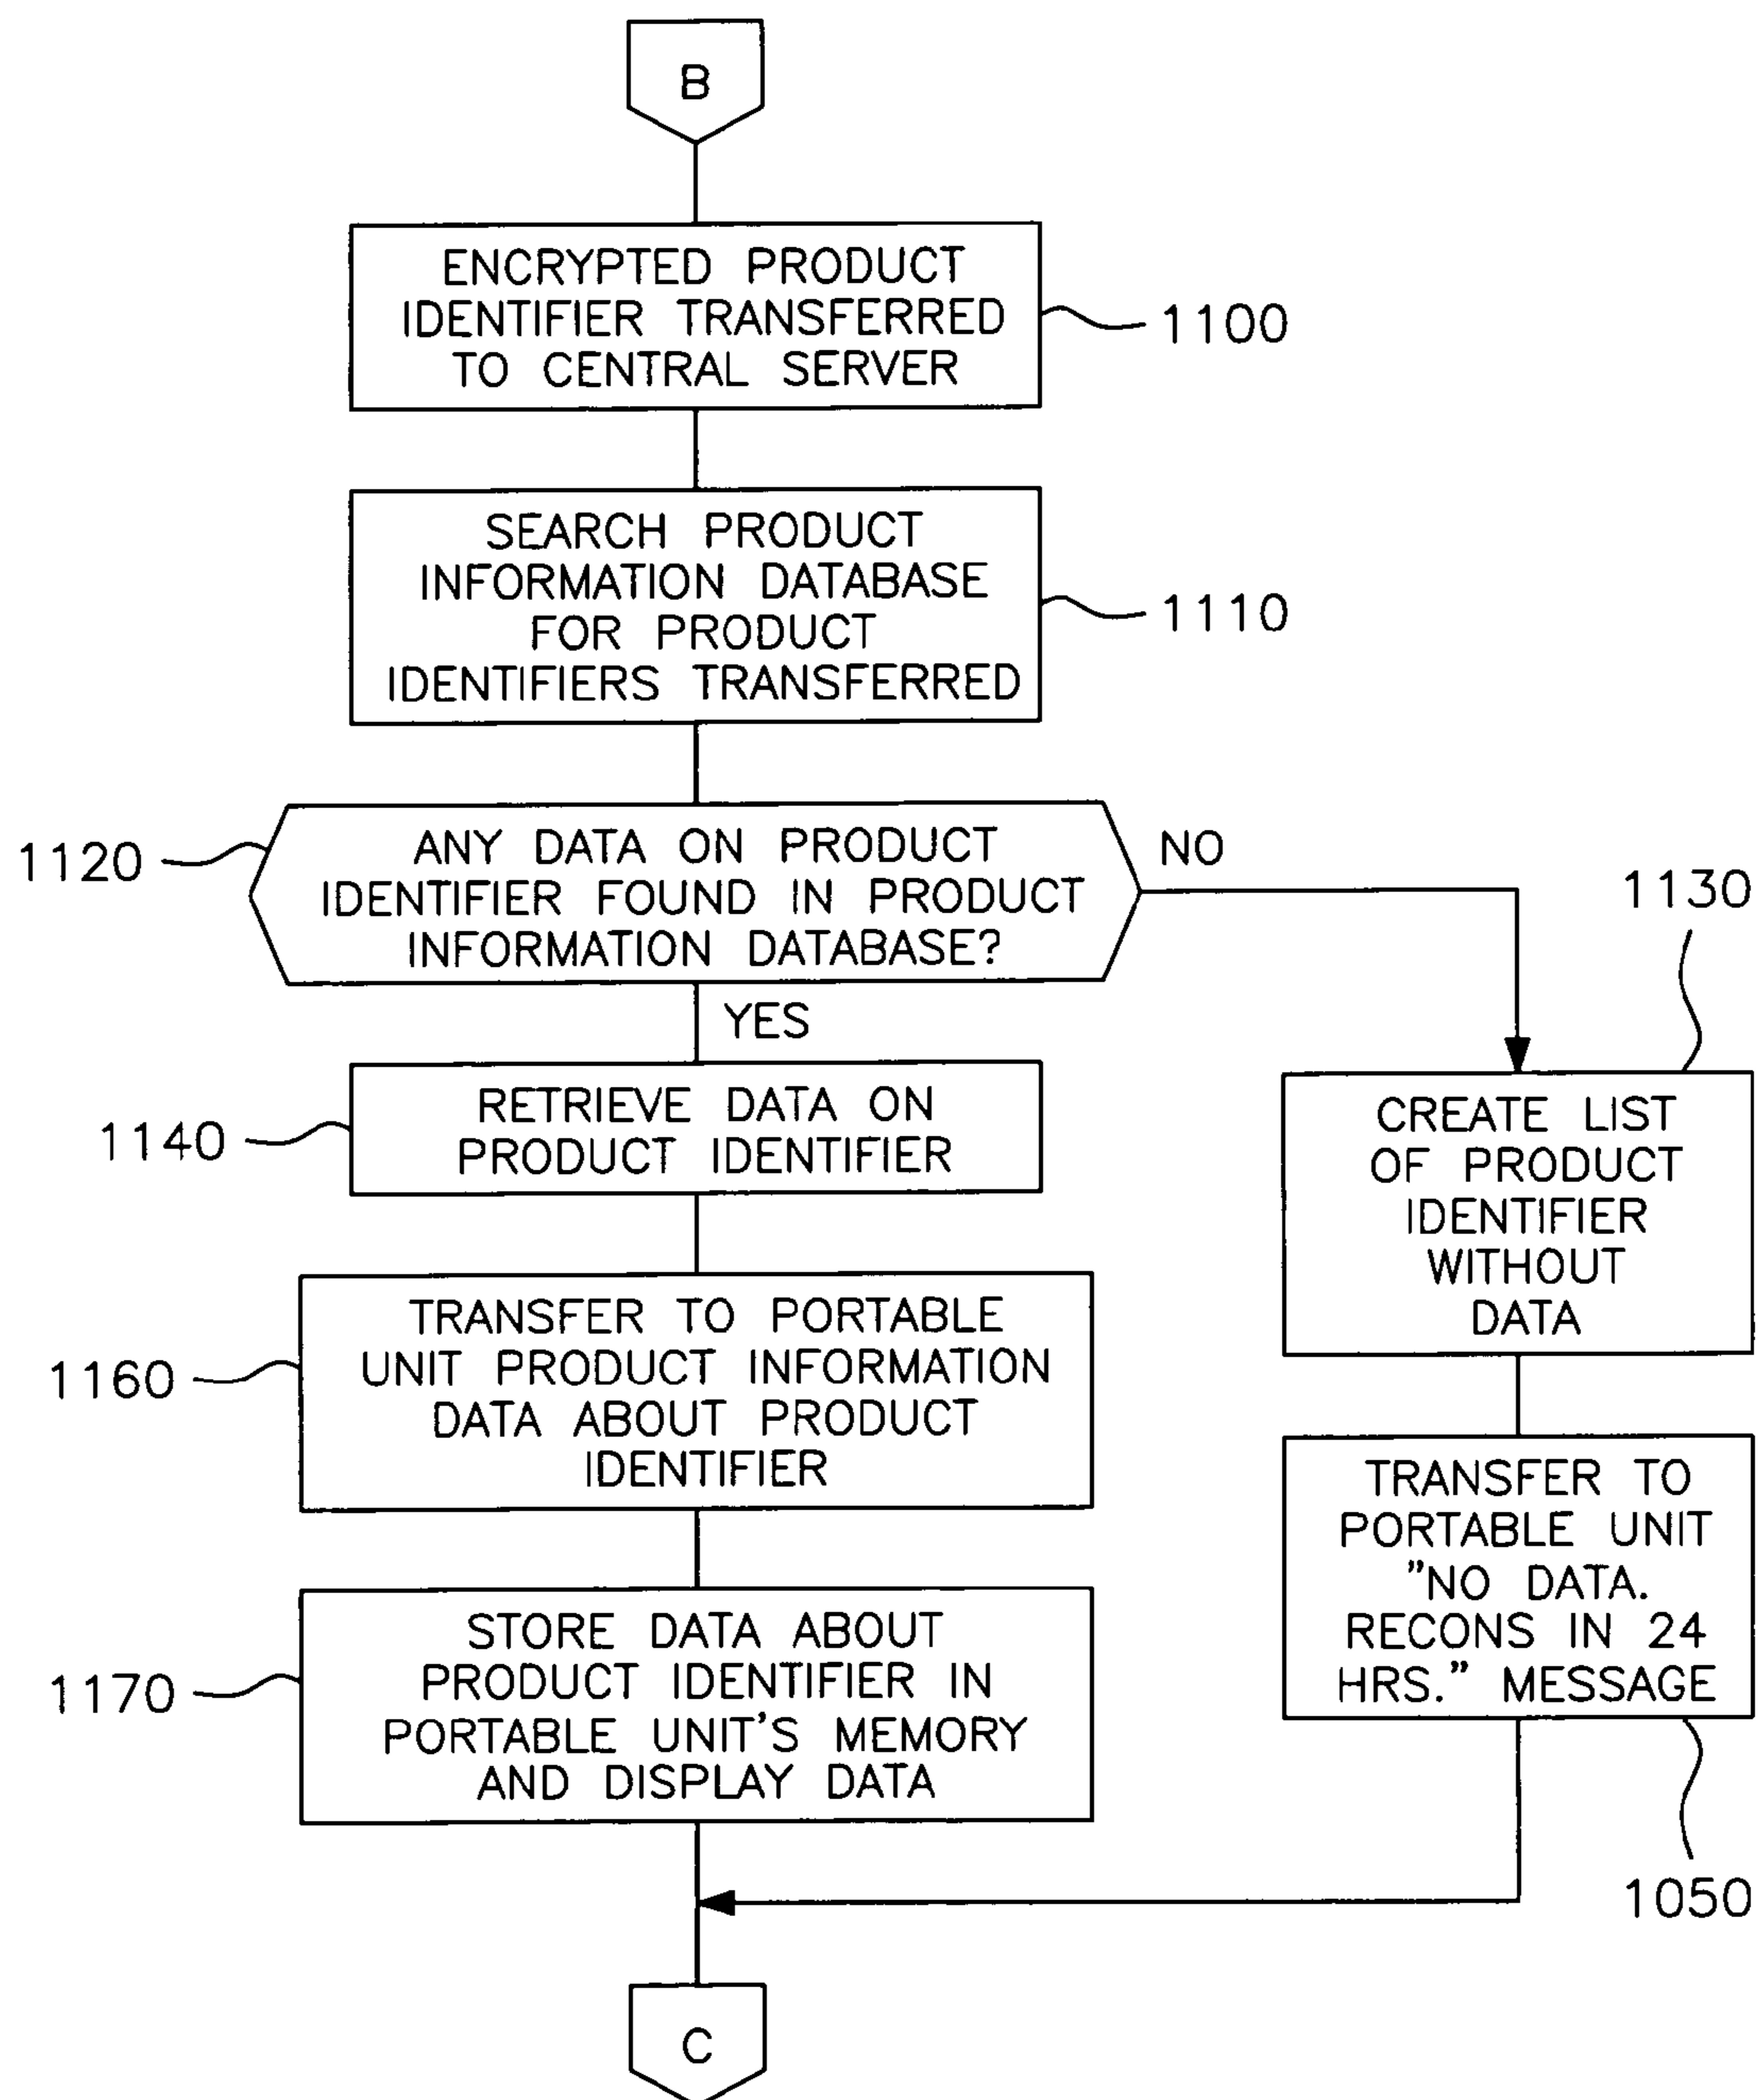 B
ENCRYPTED PRODUCT
IDENTIFIER TRANSFERRED
TO CENTRAL SERVER
1100
SEARCH PRODUCT
INFORMATION DATABASE
FOR PRODUCT
IDENTIFIERS TRANSFERRED
1110
1120
ANY DATA ON PRODUCT
IDENTIFIER FOUND IN PRODUCT
INFORMATION DATABASE?
NO
YES
1130
CREATE LIST
OF PRODUCT
IDENTIFIER
WITHOUT
DATA
1140
RETRIEVE DATA ON
PRODUCT IDENTIFIER
1160
TRANSFER TO PORTABLE
UNIT PRODUCT INFORMATION
DATA ABOUT PRODUCT
IDENTIFIER
TRANSFER TO
PORTABLE UNIT
"NO DATA.
RECONS IN 24
HRS." MESSAGE
1050
1170
STORE DATA ABOUT
PRODUCT IDENTIFIER IN
PORTABLE UNIT'S MEMORY
AND DISPLAY DATA
C